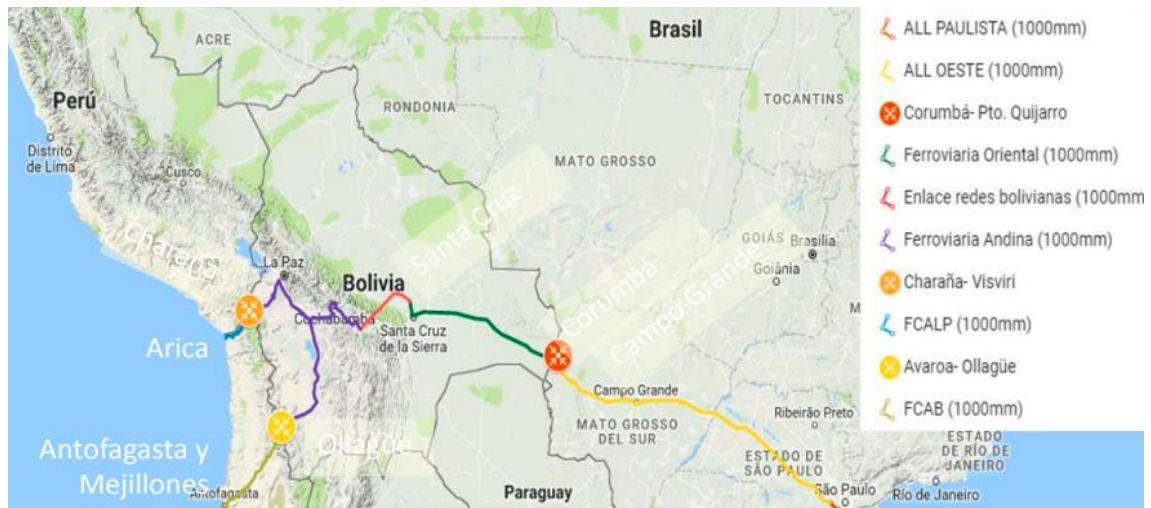 Brasil
ACRE
Perú
RONDONIA
TOCANTINS
Distrito
de Lima
Cusco
MATO GROSSO
Santa Cruz
Charaña
GOIÁS
Brasilia
Goiânia
La Paz
Bolivia
Corumbá
Campo Grande
Cochabamba
Santa Cruz
de la Sierra
Arica
Campo Grande
Ribeirão Preto
MATO GROSSO
DEL SUR
Ollagüe
ESTADO DE
SÃO PAULO
ESTADO
DE RÍO DE
JANEIRO
Antofagasta y
Mejillones
Antofagasta
Paraguay
São Paulo
Río de Janeiro
ALL PAULISTA (1000mm)
ALL OESTE (1000mm)
Corumbá- Pto. Quijarro
Ferroviaria Oriental (1000mm)
Enlace redes bolivianas (1000mm
Ferroviaria Andina (1000mm)
Charaña- Visviri
FCALP (1000mm)
Avaroa- Ollagüe
FCAB (1000mm)